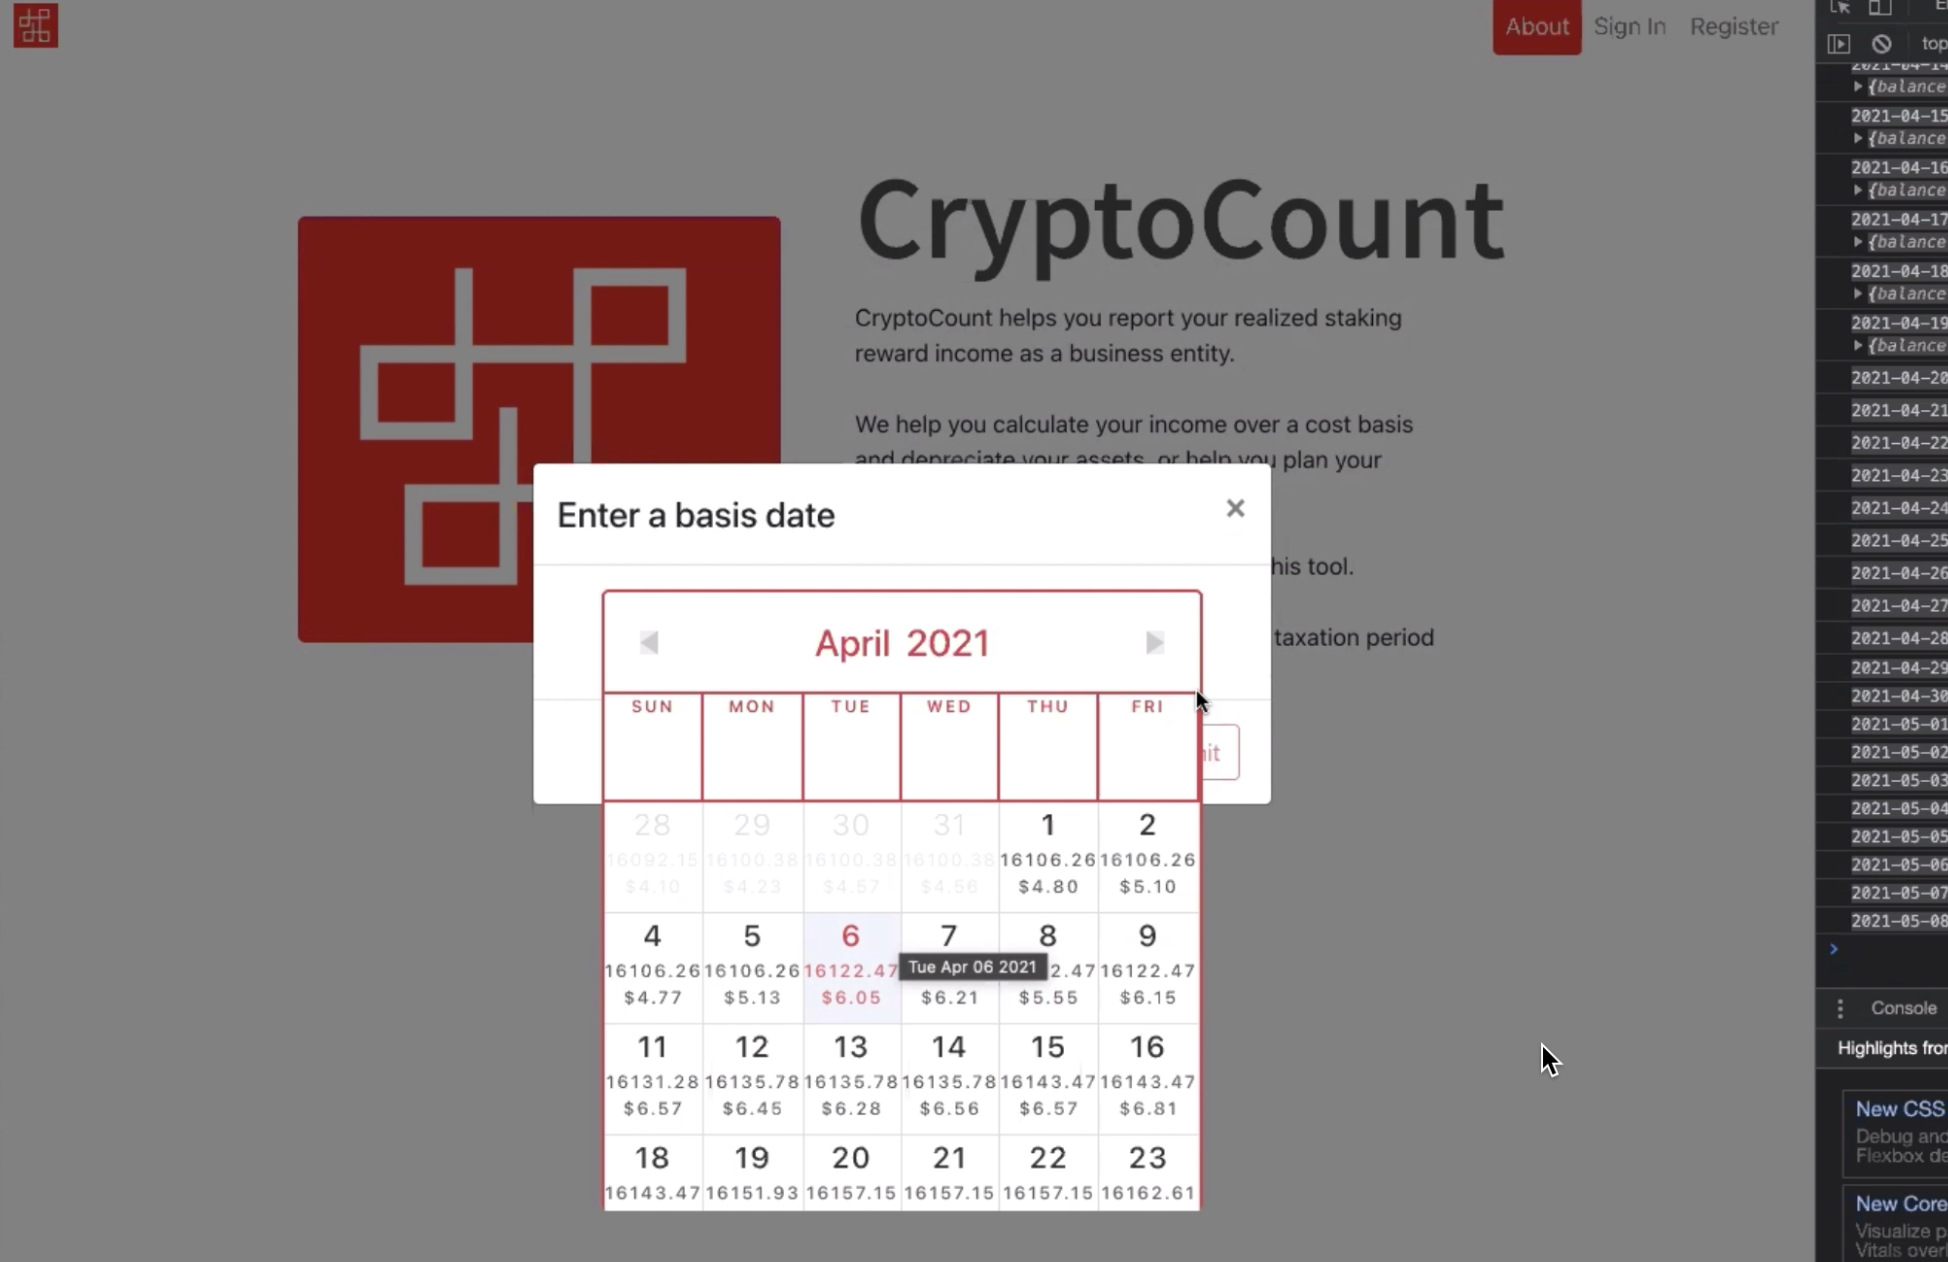 About Sign In Register
CryptoCount
CryptoCount helps you report your realized staking
reward income as a business entity.
We help you calculate your income over a cost basis
and depreciate your assets, or help you plan your
Enter a basis date ×
his tool.
taxation period
April 2021
SUN MON TUE WED THU FRI
28 29 30 31 1 2
16092.15 16100.38 16100.38 16100.38 16106.26 16106.26
$4.10 $4.23 $4.57 $4.56 $4.80 $5.10
4 5 6 7 8 9
16106.26 16106.26 16122.47 2.47 16122.47
Tue Apr 06 2021
$4.77 $5.13 $6.05 $6.21 $5.55 $6.15
11 12 13 14 15 16
16131.28 16135.78 16135.78 16135.78 16143.47 16143.47
$6.57 $6.45 $6.28 $6.56 $6.57 $6.81
18 19 20 21 22 23
16143.47 16151.93 16157.15 16157.15 16157.15 16162.61
it
top
2021-04-14
{balance
2021-04-15
{balance
2021-04-16
{balance
2021-04-17
{balance
2021-04-18
{balance
2021-04-19
{balance
2021-04-20
2021-04-21
2021-04-22
2021-04-23
2021-04-24
2021-04-25
2021-04-26
2021-04-27
2021-04-28
2021-04-29
2021-04-30
2021-05-01
2021-05-02
2021-05-03
2021-05-04
2021-05-05
2021-05-06
2021-05-07
2021-05-08
Console
Highlights from
New CSS
Debug and
Flexbox de
New Core
Visualize p
Vitals over